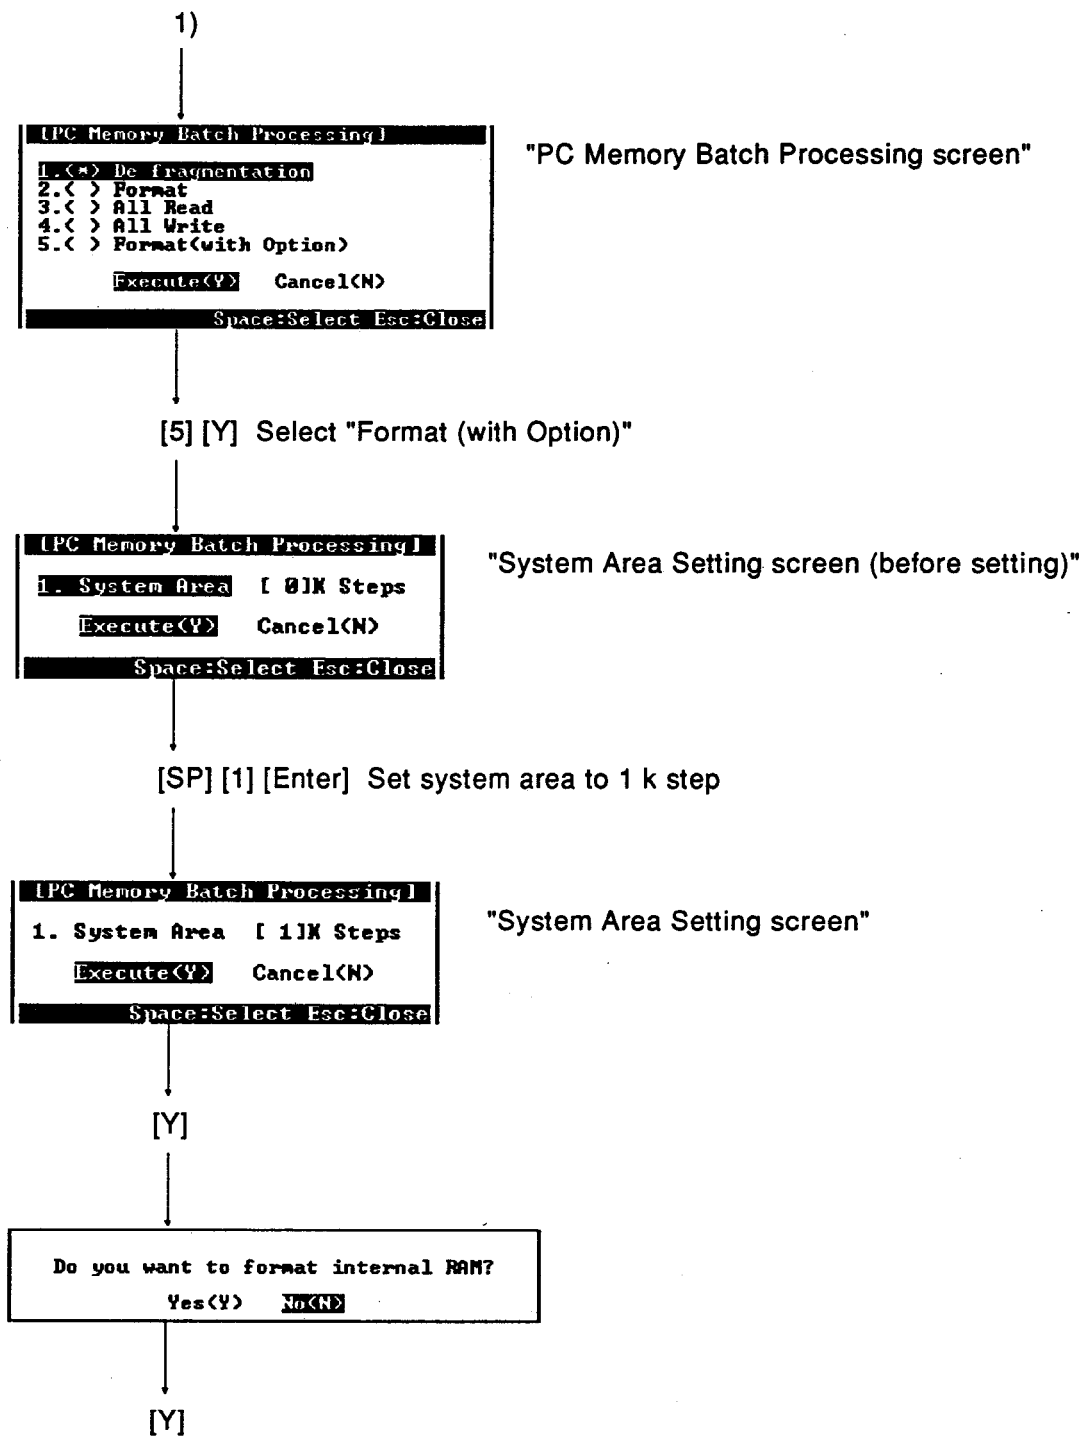 1)
[PC Memory Batch Processing]
"PC Memory Batch Processing screen"
1.(*) De fragmentation
2.( ) Format
3.( ) All Read
4.( ) All Write
5.( ) Format(with Option)
Execute(Y) Cancel(N)
Space:Select Esc:Close
[5] [Y] Select "Format (with Option)"
[PC Memory Batch Processing]
"System Area Setting screen (before setting)"
1. System Area [ 0]K Steps
Execute(Y) Cancel(N)
Space:Select Esc:Close
[SP] [1] [Enter] Set system area to 1 k step
[PC Memory Batch Processing]
"System Area Setting screen"
1. System Area [ 1]K Steps
Execute(Y) Cancel(N)
Space:Select Esc:Close
[Y]
Do you want to format internal RAM?
Yes(Y) No(N)
[Y]